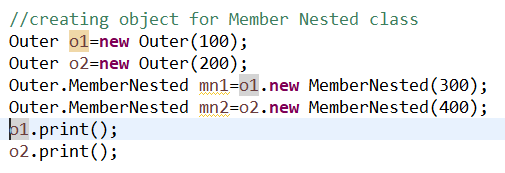 //creating object for Member Nested class
Outer o1=new Outer(100);
Outer o2=new Outer(200);
Outer.MemberNested mn1=o1.new MemberNested(300);
Outer.MemberNested mn2=o2.new MemberNested(400);
o1.print();
o2.print();